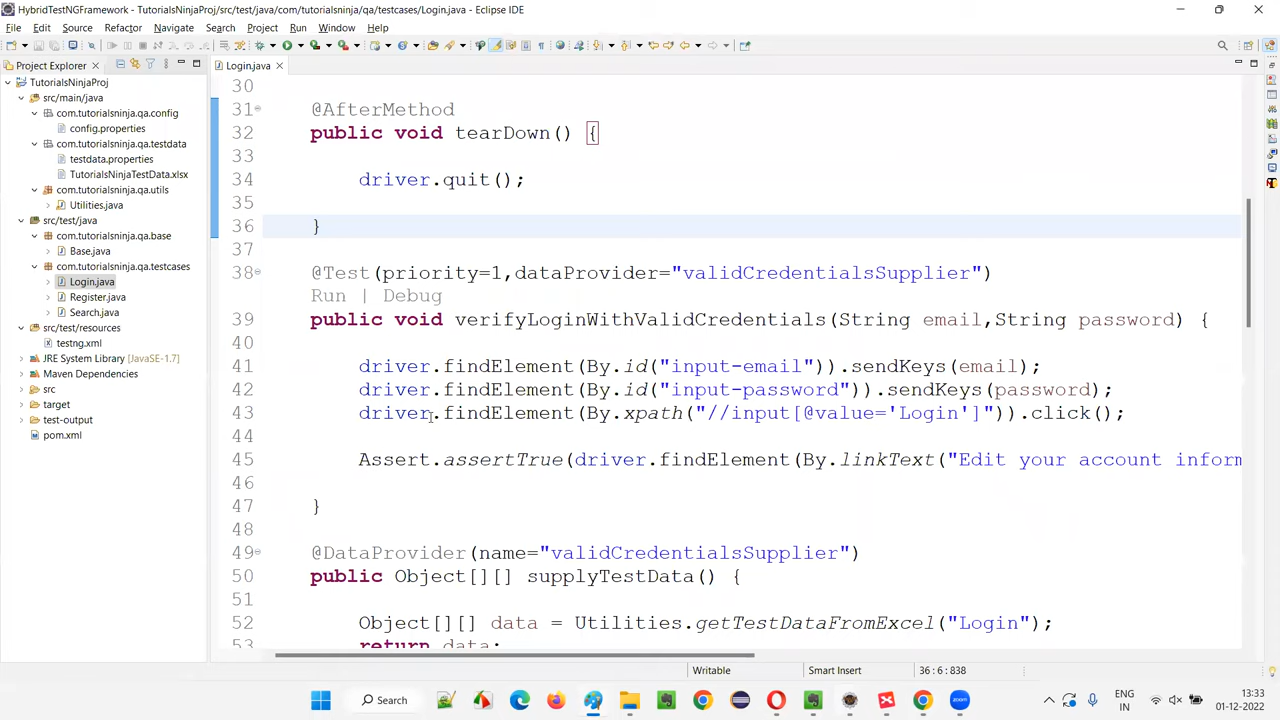 HybridTestNGFramework - TutorialsNinjaProj/src/test/java/com/tutorialsninja/qa/testcases/Login.java - Eclipse IDE
File Edit Source Refactor Navigate Search Project Run Window Help
Project Explorer
TutorialsNinjaProj
src/main/java
com.tutorialsninja.qa.config
config.properties
com.tutorialsninja.qa.testdata
testdata.properties
TutorialsNinjaTestData.xlsx
com.tutorialsninja.qa.utils
Utilities.java
src/test/java
com.tutorialsninja.qa.base
Base.java
com.tutorialsninja.qa.testcases
Login.java
Register.java
Search.java
src/test/resources
testng.xml
JRE System Library [JavaSE-1.7]
Maven Dependencies
src
target
test-output
pom.xml
Login.java
30
31 @AfterMethod
32 public void tearDown() {
33
34 driver.quit();
35
36 }
37
38 @Test(priority=1,dataProvider="validCredentialsSupplier")
Run | Debug
39 public void verifyLoginWithValidCredentials(String email,String password) {
40
41 driver.findElement(By.id("input-email")).sendKeys(email);
42 driver.findElement(By.id("input-password")).sendKeys(password);
43 driver.findElement(By.xpath("//input[@value='Login']")).click();
44
45 Assert.assertTrue(driver.findElement(By.linkText("Edit your account inform
46
47 }
48
49 @DataProvider(name="validCredentialsSupplier")
50 public Object[][] supplyTestData() {
51
52 Object[][] data = Utilities.getTestDataFromExcel("Login");
53 return data;
Writable Smart Insert 36 : 6 : 838
Search
ENG
IN
13:33
01-12-2022